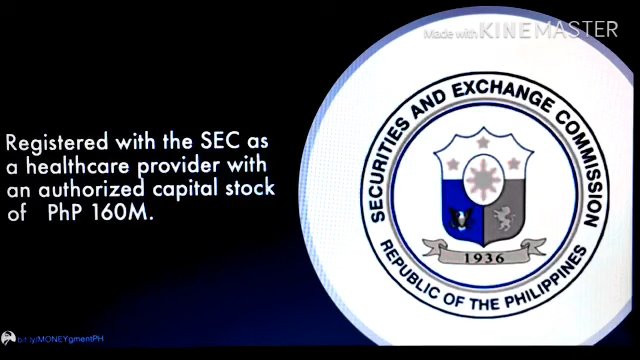 Made with KINEMASTER
Registered with the SEC as
a healthcare provider with
an authorized capital stock
of PhP 160M.
SECURITIES AND EXCHANGE COMMISSION
1936
REPUBLIC OF THE PHILIPPINES
bit.ly/MONEYgmentPH